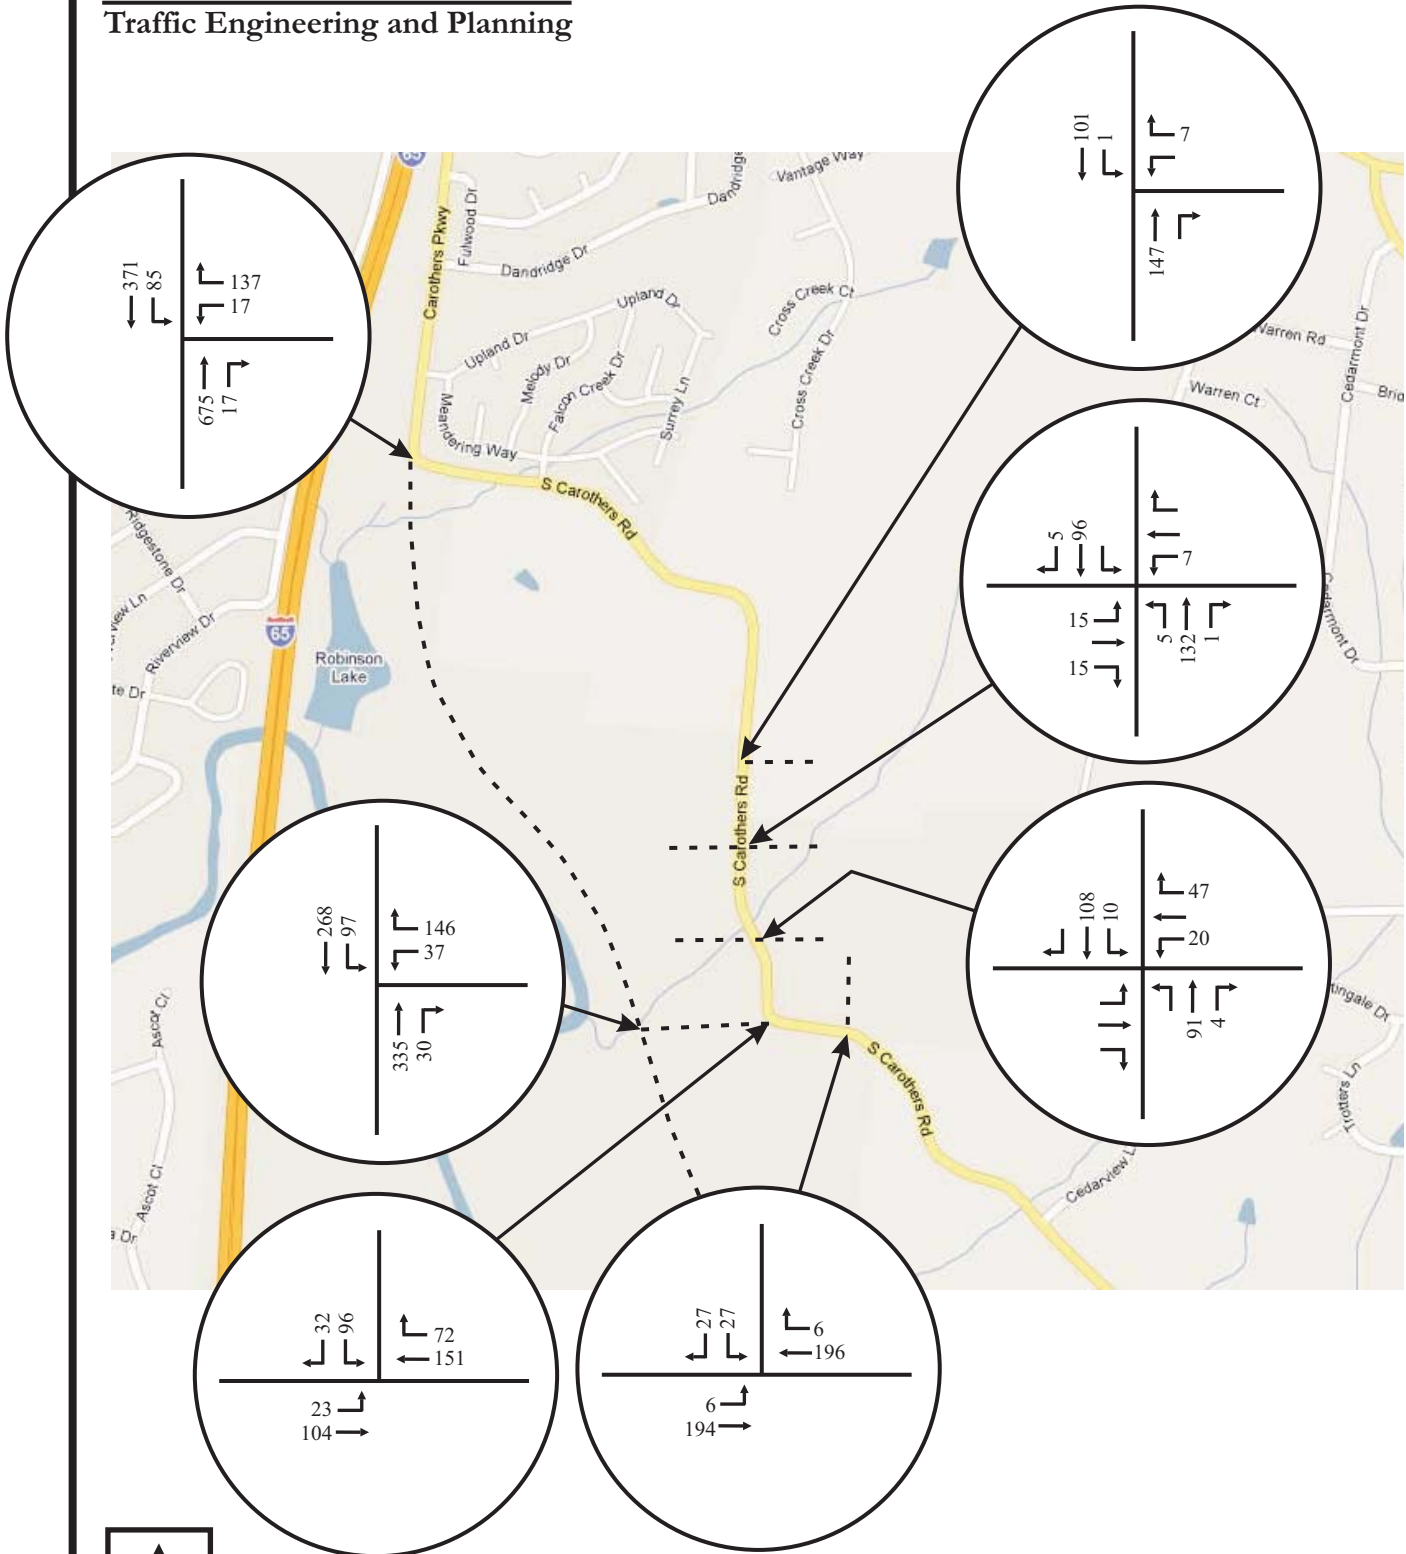 Traffic Engineering and Planning
101
1
7
147
65
Carothers Pkwy
Fulwood Dr
Dandridge Dr
Dandridge
Vantage Way
371
85
137
17
675
17
Upland Dr
Upland Dr
Melody Dr
Falcon Creek Dr
Surrey Ln
Meandering Way
Cross Creek Ct
Cross Creek Dr
Warren Rd
Warren Ct
Cedarmont Dr
S Carothers Rd
5
96
7
15
15
5
132
1
Ridgestone Dr
Riverview Dr
65
Robinson
Lake
te Dr
S Carothers Rd
268
97
146
37
335
30
108
10
47
20
91
4
Ascot Cl
Ascot Cl
a Dr
S Carothers Rd
Cedarview L
Trotters Ln
32
96
72
151
23
104
27
27
6
196
6
194